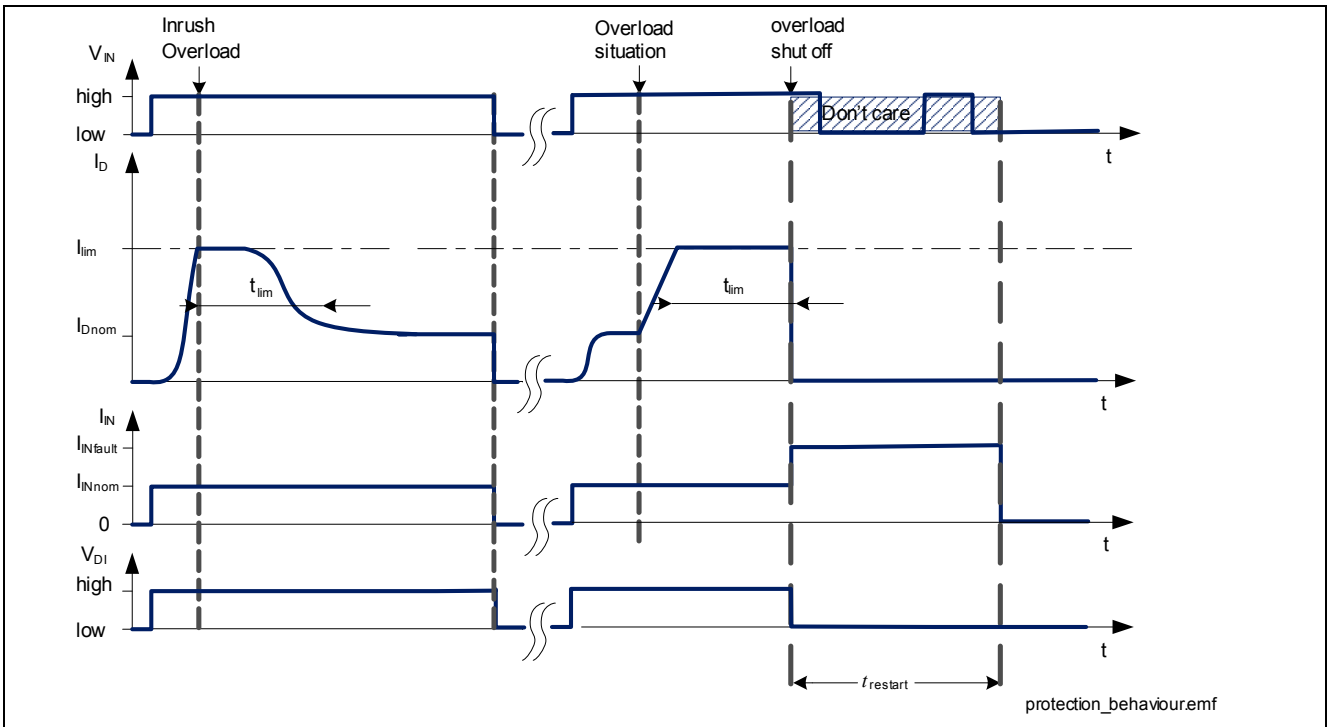 Inrush
Overload
Overload
situation
overload
shut off
VIN
high
low
Don't care
t
ID
Ilim
tlim
tlim
IDnom
t
IIN
IINfault
IINnom
0
t
VDI
high
low
t
trestart
protection_behaviour.emf